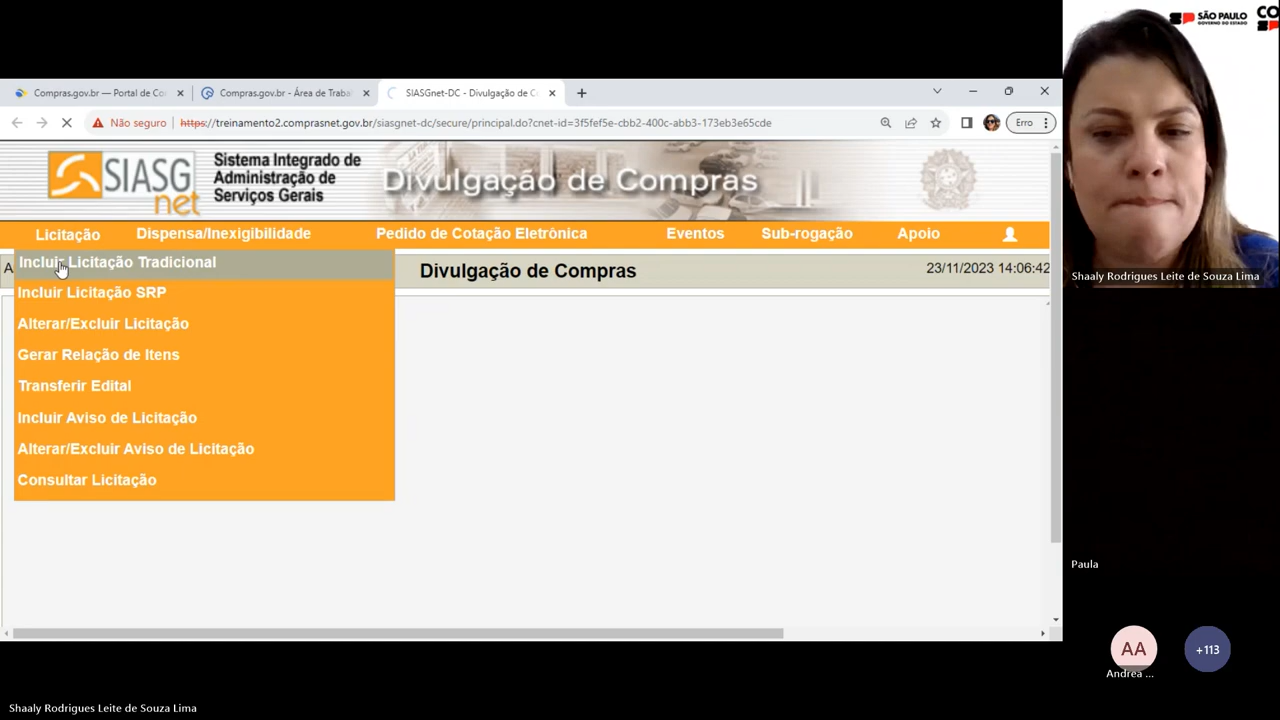 SÃO PAULO
GOVERNO DO ESTADO
CO
Compras.gov.br — Portal de Co
Compras.gov.br - Área de Traba
SIASGnet-DC - Divulgação de C
Não seguro
https://treinamento2.comprasnet.gov.br/siasgnet-dc/secure/principal.do?cnet-id=3f5fef5e-cbb2-400c-abb3-173eb3e65cde
Erro
SIASG
net
Sistema Integrado de
Administração de
Serviços Gerais
Divulgação de Compras
Licitação
Dispensa/Inexigibilidade
Pedido de Cotação Eletrônica
Eventos
Sub-rogação
Apoio
A
Divulgação de Compras
23/11/2023 14:06:42
Incluir Licitação Tradicional
Incluir Licitação SRP
Alterar/Excluir Licitação
Gerar Relação de Itens
Transferir Edital
Incluir Aviso de Licitação
Alterar/Excluir Aviso de Licitação
Consultar Licitação
Shaaly Rodrigues Leite de Souza Lima
Paula
AA
+113
Andrea ...
Shaaly Rodrigues Leite de Souza Lima